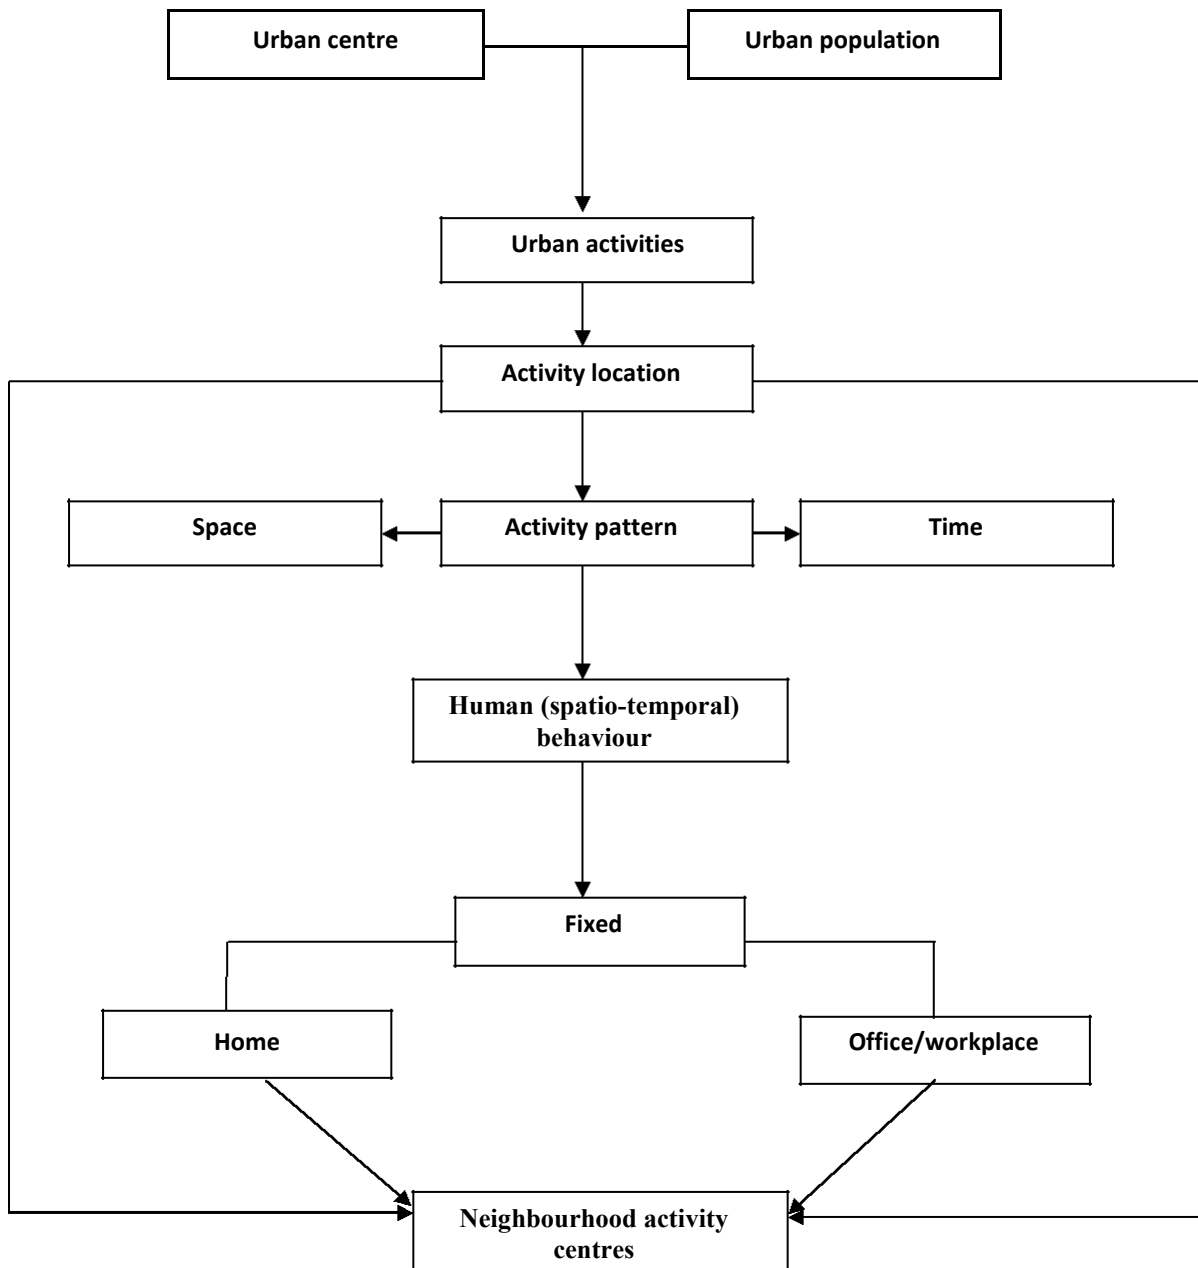 Urban centre
Urban population
Urban activities
Activity location
Space
Activity pattern
Time
Human (spatio-temporal)
behaviour
Fixed
Home
Office/workplace
Neighbourhood activity
centres